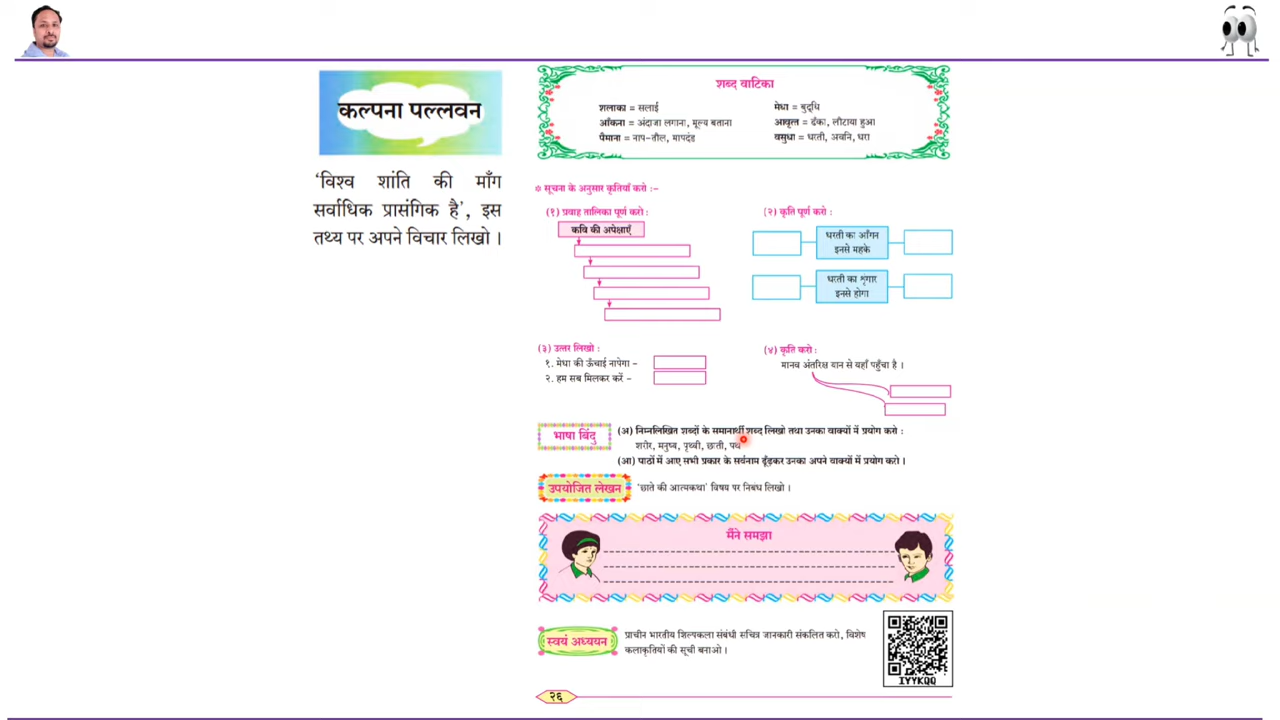 कल्पना पल्लवन
'विश्व शांति की माँग
सर्वाधिक प्रासंगिक है', इस
तथ्य पर अपने विचार लिखो ।
शब्द वाटिका
शलाका = सलाई
मेधा = बुद्धि
आँकना = अंदाजा लगाना, मूल्य बताना
आवृत्त = ढँका, लौटाया हुआ
पैमाना = नाप-तौल, मापदंड
वसुधा = धरती, अवनि, धरा
* सूचना के अनुसार कृतियाँ करो :-
(१) प्रवाह तालिका पूर्ण करो :
कवि की अपेक्षाएँ
(२) कृति पूर्ण करो :
धरती का आँगन
इनसे महके
धरती का शृंगार
इनसे होगा
(३) उत्तर लिखो :
१. मेधा की ऊँचाई नापेगा -
२. हम सब मिलकर करें -
(४) कृति करो :
मानव अंतरिक्ष यान से यहाँ पहुँचा है ।
भाषा बिंदु
(अ) निम्नलिखित शब्दों के समानार्थी शब्द लिखो तथा उनका वाक्यों में प्रयोग करो :
शरीर, मनुष्य, पृथ्वी, छाती, पथ
(आ) पाठों में आए सभी प्रकार के सर्वनाम ढूँढ़कर उनका अपने वाक्यों में प्रयोग करो ।
उपयोजित लेखन
'छाते की आत्मकथा' विषय पर निबंध लिखो ।
मैंने समझा
स्वयं अध्ययन
प्राचीन भारतीय शिल्पकला संबंधी सचित्र जानकारी संकलित करो, विशेष
कलाकृतियों की सूची बनाओ ।
IYYKQQ
२६